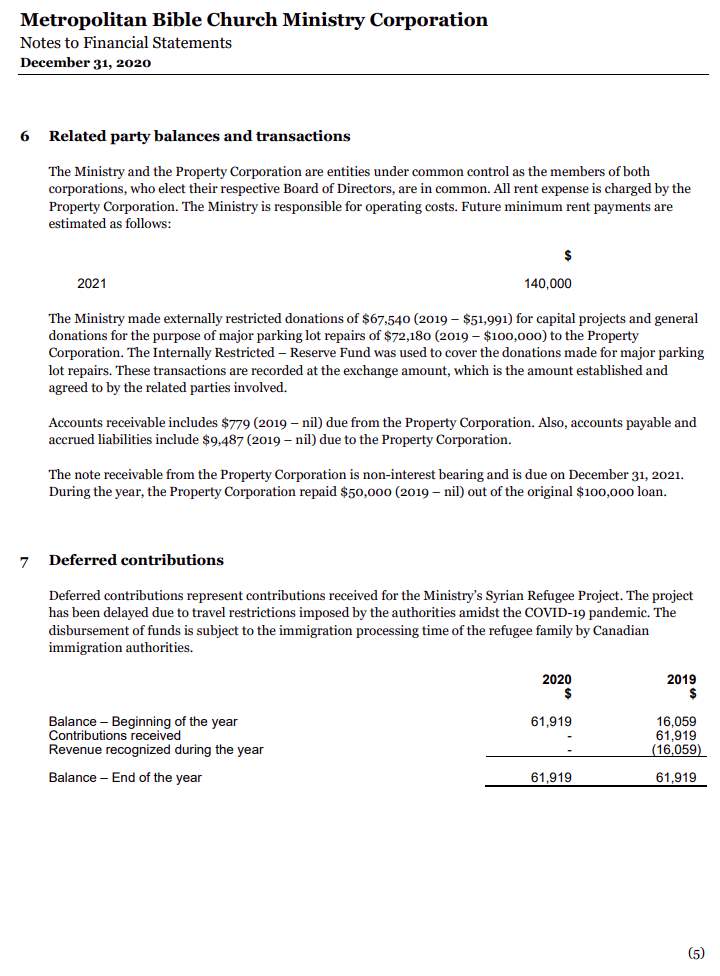 Metropolitan Bible Church Ministry Corporation
Notes to Financial Statements
December 31, 2020
6 Related party balances and transactions
The Ministry and the Property Corporation are entities under common control as the members of both
corporations, who elect their respective Board of Directors, are in common. All rent expense is charged by the
Property Corporation. The Ministry is responsible for operating costs. Future minimum rent payments are
estimated as follows:
$
2021 140,000
The Ministry made externally restricted donations of $67,540 (2019 – $51,991) for capital projects and general
donations for the purpose of major parking lot repairs of $72,180 (2019 – $100,000) to the Property
Corporation. The Internally Restricted – Reserve Fund was used to cover the donations made for major parking
lot repairs. These transactions are recorded at the exchange amount, which is the amount established and
agreed to by the related parties involved.
Accounts receivable includes $779 (2019 – nil) due from the Property Corporation. Also, accounts payable and
accrued liabilities include $9,487 (2019 – nil) due to the Property Corporation.
The note receivable from the Property Corporation is non-interest bearing and is due on December 31, 2021.
During the year, the Property Corporation repaid $50,000 (2019 – nil) out of the original $100,000 loan.
7 Deferred contributions
Deferred contributions represent contributions received for the Ministry's Syrian Refugee Project. The project
has been delayed due to travel restrictions imposed by the authorities amidst the COVID-19 pandemic. The
disbursement of funds is subject to the immigration processing time of the refugee family by Canadian
immigration authorities.
2020 2019
$ $
Balance – Beginning of the year 61,919 16,059
Contributions received - 61,919
Revenue recognized during the year - (16,059)
Balance – End of the year 61,919 61,919
(5)